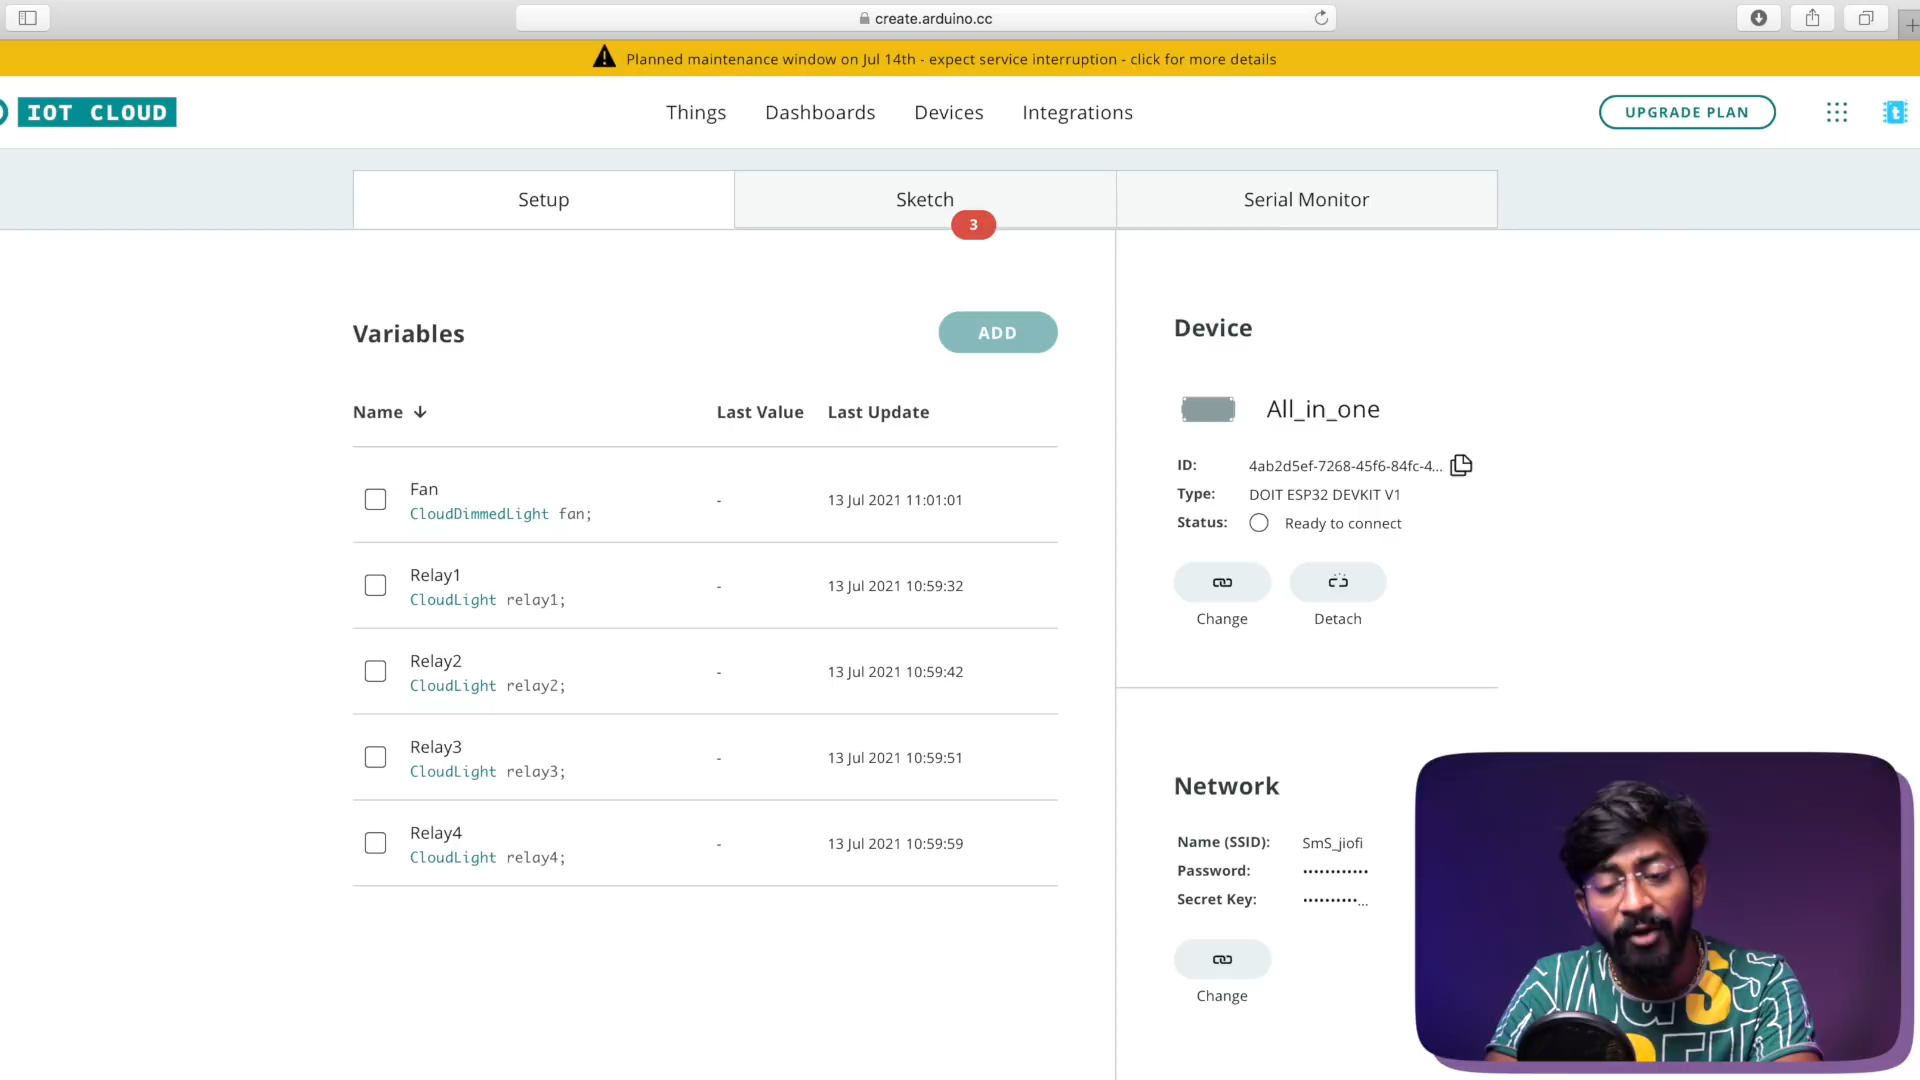 create.arduino.cc
Planned maintenance window on Jul 14th - expect service interruption - click for more details
IOT CLOUD
Things
Dashboards
Devices
Integrations
UPGRADE PLAN
Setup
Sketch
3
Serial Monitor
Variables
ADD
Name
Last Value
Last Update
Fan
CloudDimmedLight fan;
-
13 Jul 2021 11:01:01
Relay1
CloudLight relay1;
-
13 Jul 2021 10:59:32
Relay2
CloudLight relay2;
-
13 Jul 2021 10:59:42
Relay3
CloudLight relay3;
-
13 Jul 2021 10:59:51
Relay4
CloudLight relay4;
-
13 Jul 2021 10:59:59
Device
All_in_one
ID: 4ab2d5ef-7268-45f6-84fc-4...
Type: DOIT ESP32 DEVKIT V1
Status: Ready to connect
Change
Detach
Network
Name (SSID): SmS_jiofi
Password: ••••••••••••
Secret Key: ••••••••••...
Change